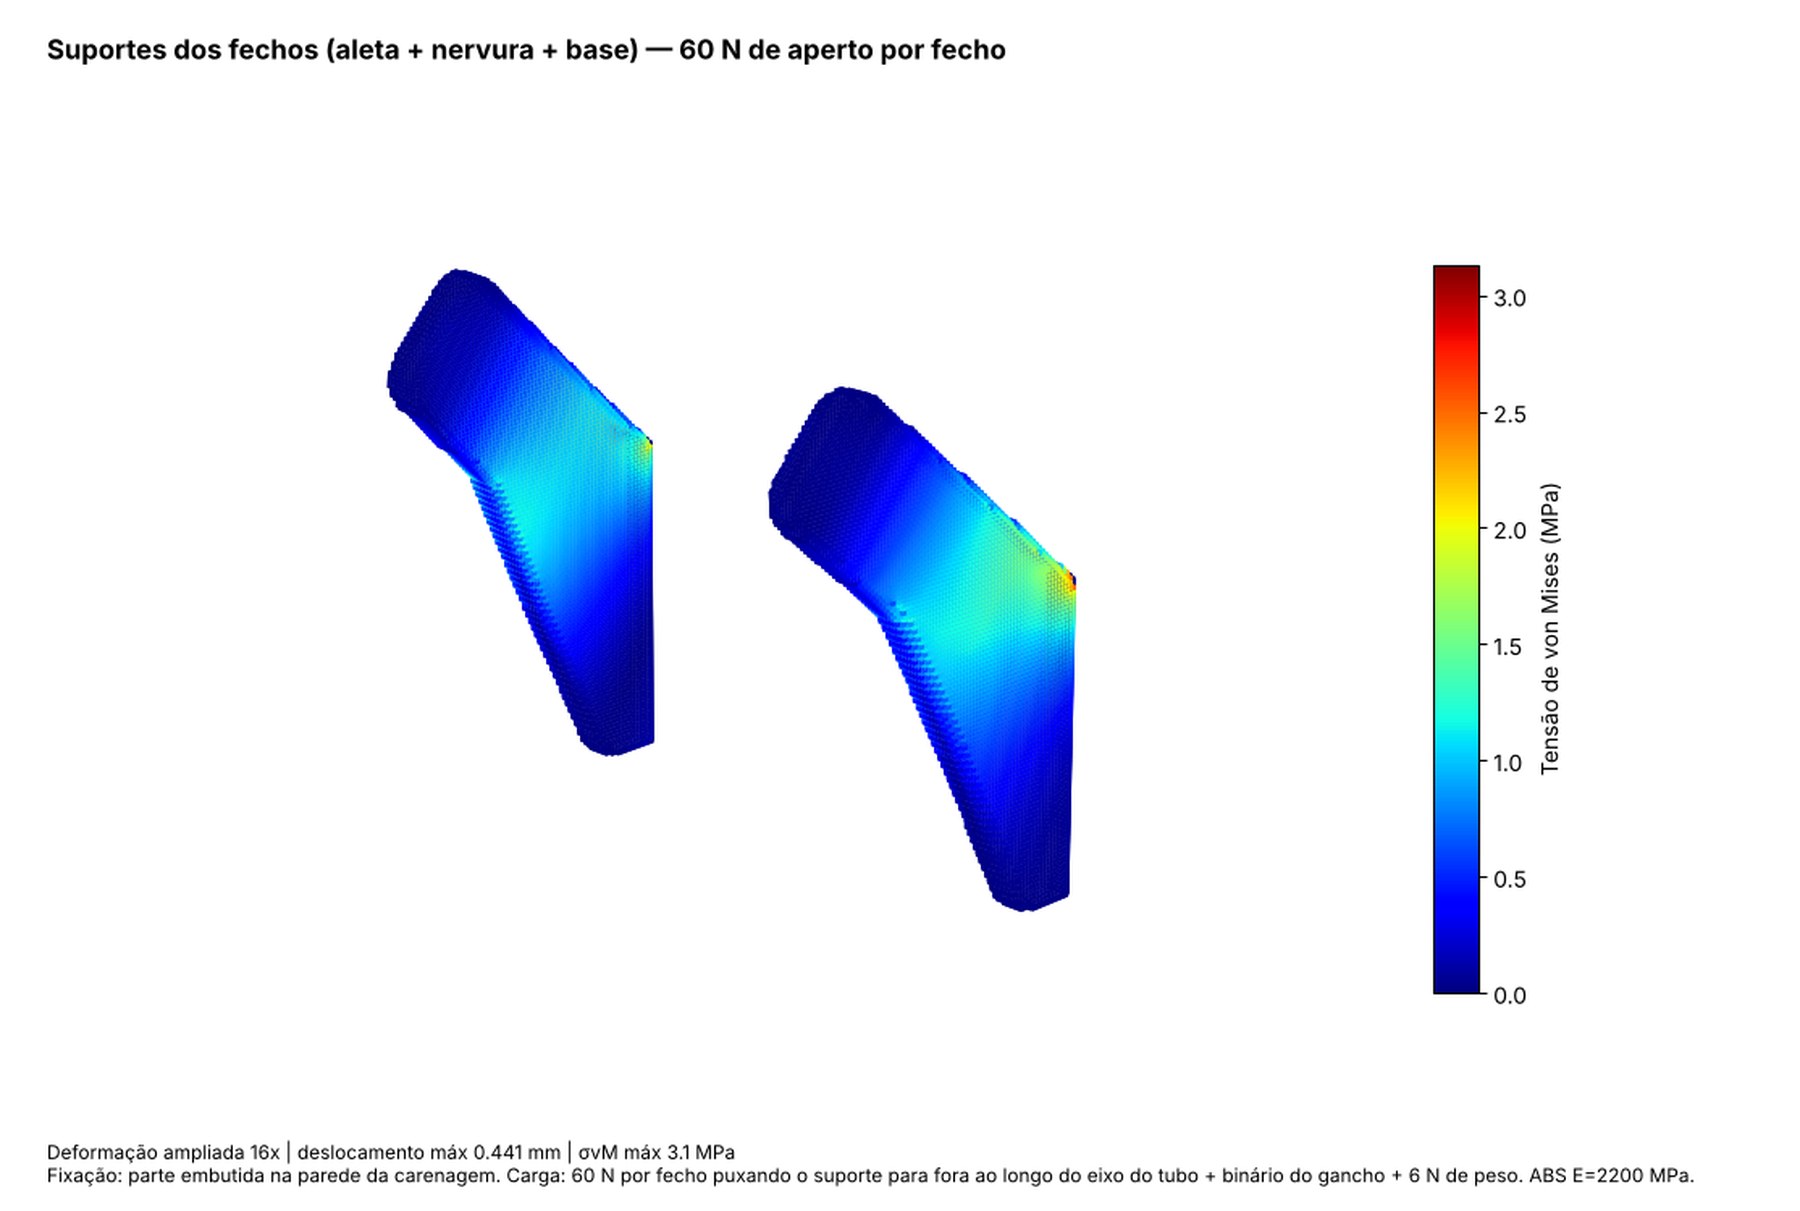 Suportes dos fechos (aleta + nervura + base) — 60 N de aperto por fecho
3.0
2.5
2.0
1.5
1.0
0.5
0.0
Tensão de von Mises (MPa)
Deformação ampliada 16x | deslocamento máx 0.441 mm | σvM máx 3.1 MPa
Fixação: parte embutida na parede da carenagem. Carga: 60 N por fecho puxando o suporte para fora ao longo do eixo do tubo + binário do gancho + 6 N de peso. ABS E=2200 MPa.